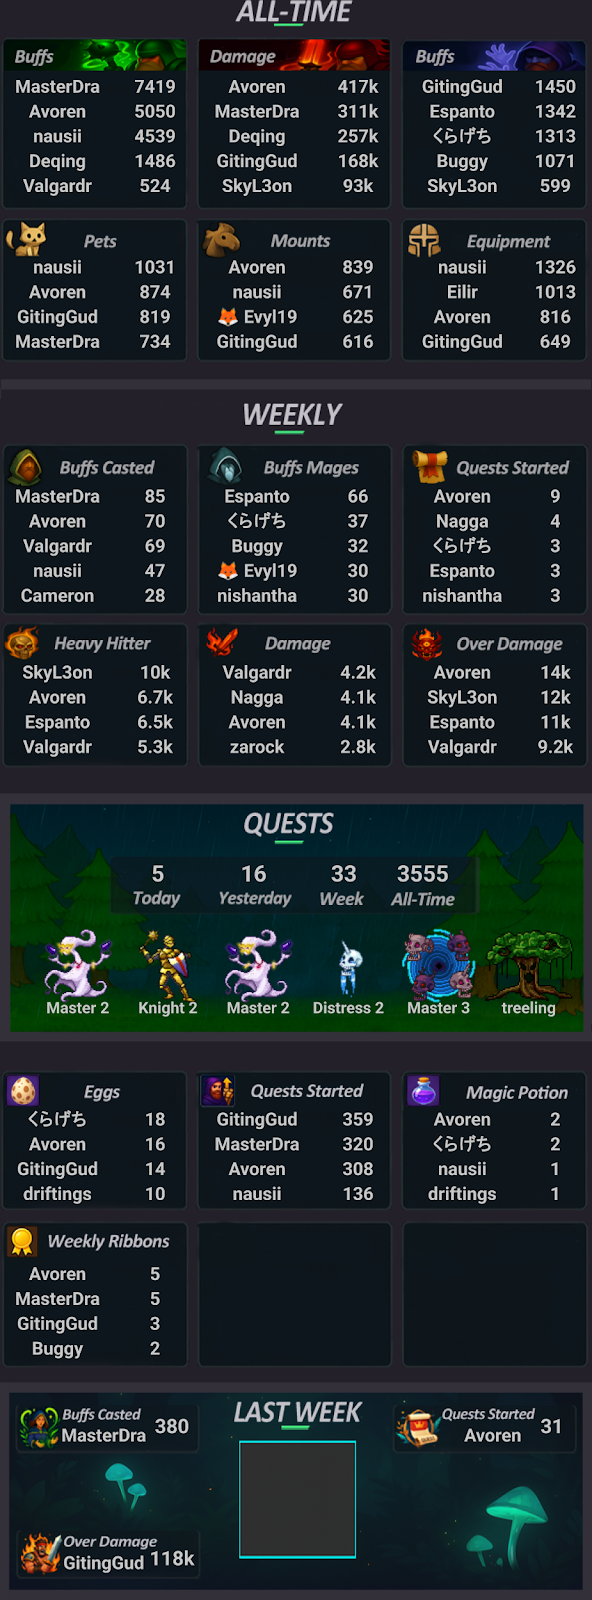 ALL-TIME
Buffs
MasterDra 7419
Avoren 5050
nausii 4539
Deqing 1486
Valgardr 524
Damage
Avoren 417k
MasterDra 311k
Deqing 257k
GitingGud 168k
SkyL3on 93k
Buffs
GitingGud 1450
Espanto 1342
くらげち 1313
Buggy 1071
SkyL3on 599
Pets
nausii 1031
Avoren 874
GitingGud 819
MasterDra 734
Mounts
Avoren 839
nausii 671
🦊 Evyl19 625
GitingGud 616
Equipment
nausii 1326
Eilir 1013
Avoren 816
GitingGud 649
WEEKLY
Buffs Casted
MasterDra 85
Avoren 70
Valgardr 69
nausii 47
Cameron 28
Buffs Mages
Espanto 66
くらげち 37
Buggy 32
🦊 Evyl19 30
nishantha 30
Quests Started
Avoren 9
Nagga 4
くらげち 3
Espanto 3
nishantha 3
Heavy Hitter
SkyL3on 10k
Avoren 6.7k
Espanto 6.5k
Valgardr 5.3k
Damage
Valgardr 4.2k
Nagga 4.1k
Avoren 4.1k
zarock 2.8k
Over Damage
Avoren 14k
SkyL3on 12k
Espanto 11k
Valgardr 9.2k
QUESTS
5 16 33 3555
Today Yesterday Week All-Time
Master 2 Knight 2 Master 2 Distress 2 Master 3 treeling
Eggs
くらげち 18
Avoren 16
GitingGud 14
driftings 10
Quests Started
GitingGud 359
MasterDra 320
Avoren 308
nausii 136
Magic Potion
Avoren 2
くらげち 2
nausii 1
driftings 1
Weekly Ribbons
Avoren 5
MasterDra 5
GitingGud 3
Buggy 2
LAST WEEK
Buffs Casted
MasterDra 380
Quests Started
Avoren 31
Over Damage
GitingGud 118k